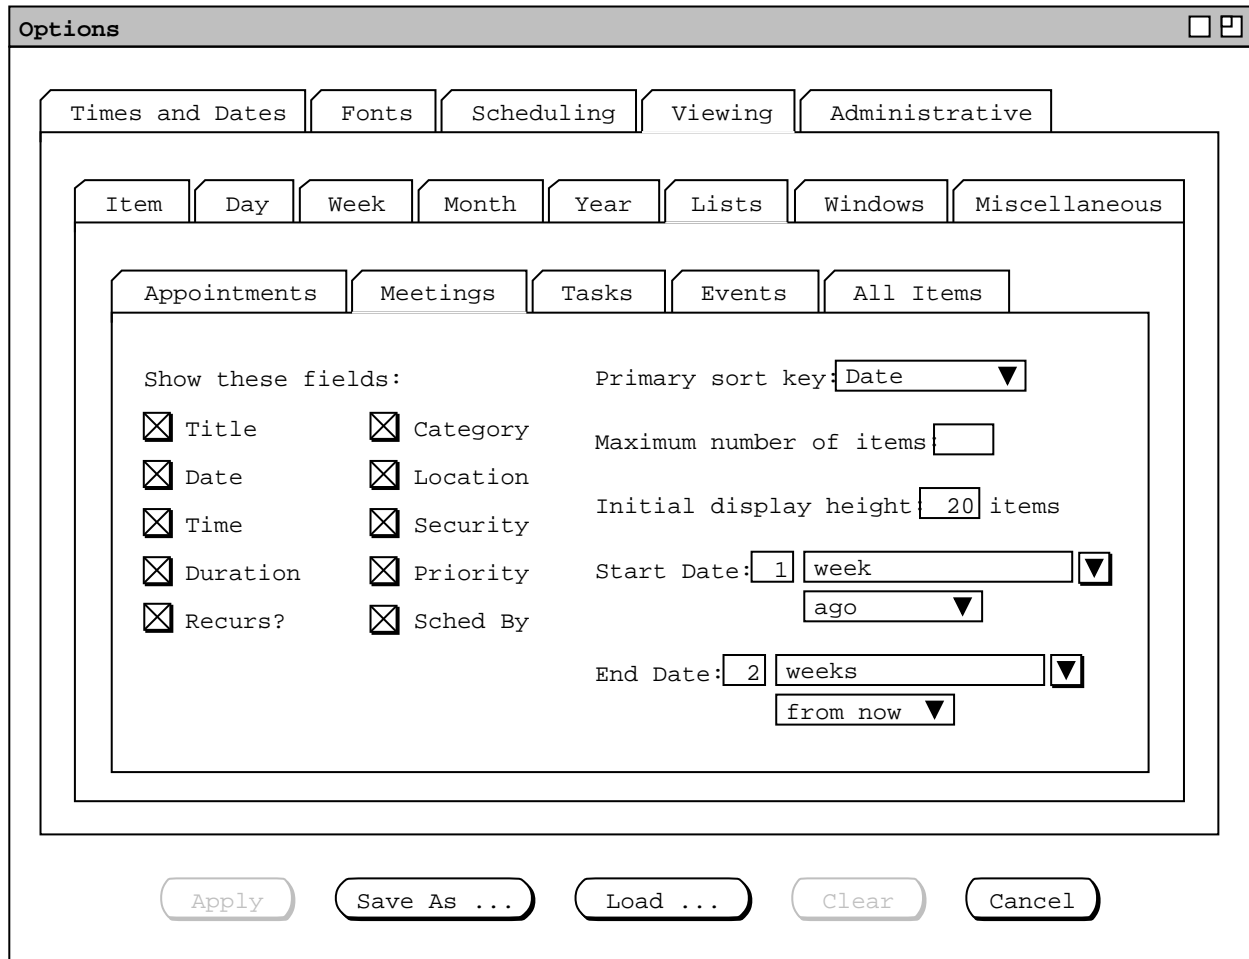 Options
Times and Dates Fonts Scheduling Viewing Administrative
Item Day Week Month Year Lists Windows Miscellaneous
Appointments Meetings Tasks Events All Items
Show these fields:
Title Category
Date Location
Time Security
Duration Priority
Recurs? Sched By
Primary sort key: Date
Maximum number of items:
Initial display height: 20 items
Start Date: 1 week
ago
End Date: 2 weeks
from now
Apply Save As ... Load ... Clear Cancel